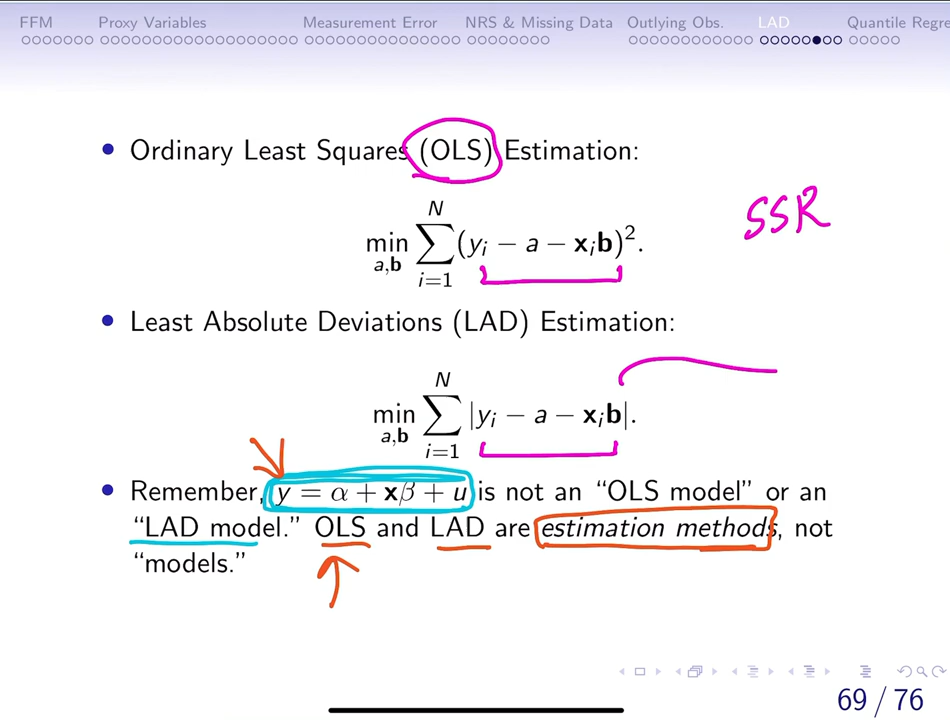 FFM Proxy Variables Measurement Error NRS & Missing Data Outlying Obs. LAD Quantile Regre
• Ordinary Least Squares (OLS) Estimation:
min_{a,b} \sum_{i=1}^{N} (y_i − a − x_i b)^2.
SSR
• Least Absolute Deviations (LAD) Estimation:
min_{a,b} \sum_{i=1}^{N} |y_i − a − x_i b|.
• Remember, y = α + xβ + u is not an “OLS model” or an
“LAD model.” OLS and LAD are estimation methods, not
“models.”
69 / 76